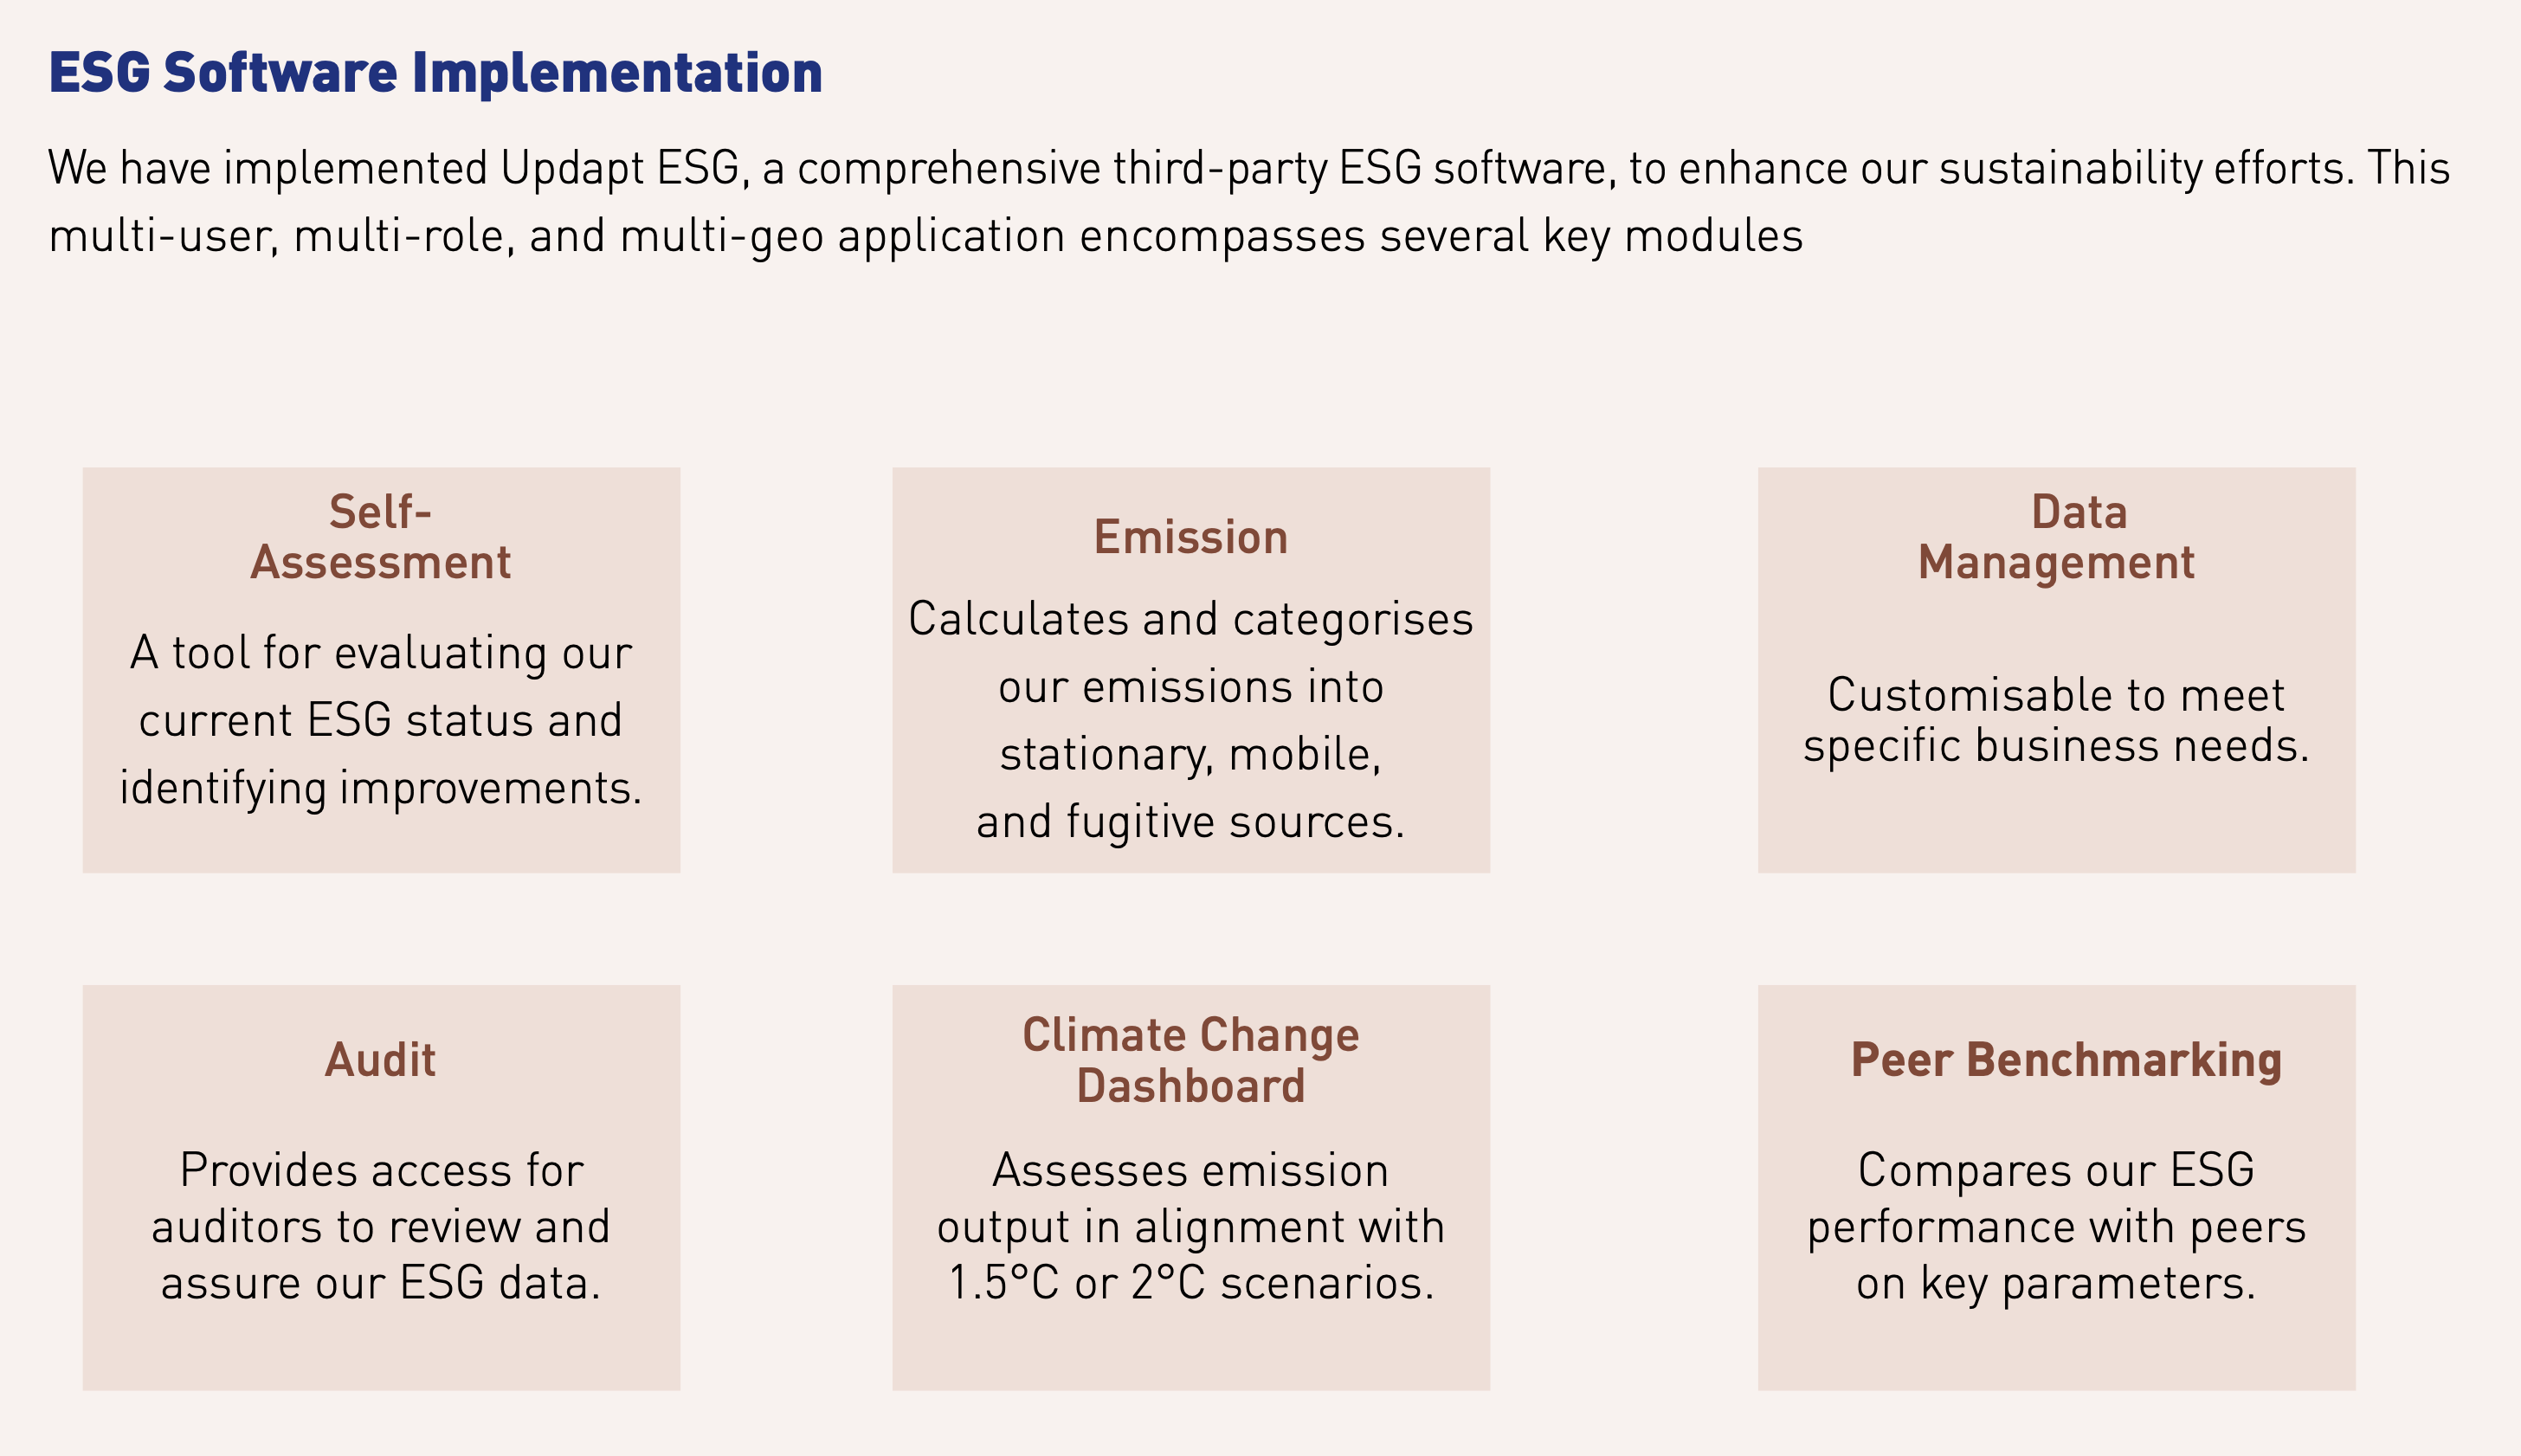 ESG Software Implementation
We have implemented Updapt ESG, a comprehensive third-party ESG software, to enhance our sustainability efforts. This
multi-user, multi-role, and multi-geo application encompasses several key modules
Self-
Assessment
A tool for evaluating our
current ESG status and
identifying improvements.
Emission
Calculates and categorises
our emissions into
stationary, mobile,
and fugitive sources.
Data
Management
Customisable to meet
specific business needs.
Audit
Provides access for
auditors to review and
assure our ESG data.
Climate Change
Dashboard
Assesses emission
output in alignment with
1.5°C or 2°C scenarios.
Peer Benchmarking
Compares our ESG
performance with peers
on key parameters.